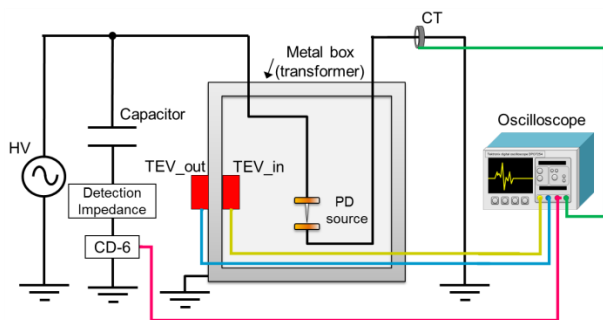 CT
Metal box
(transformer)
Capacitor
Oscilloscope
HV
TEV_out
TEV_in
PD
source
Detection
Impedance
CD-6